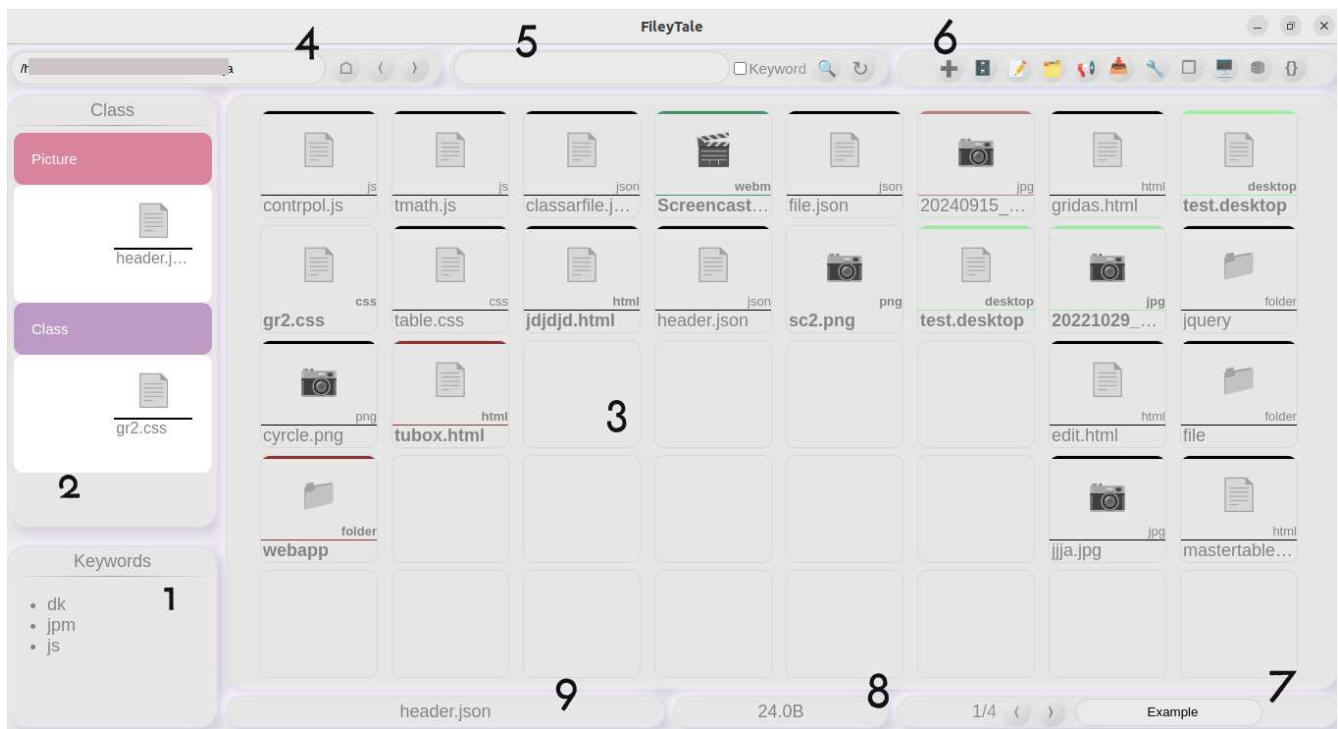 FileyTale
4
5
6
/h
a
Keyword
{}
Class
Picture
header.j...
Class
gr2.css
2
Keywords
1
dk
jpm
js
js
contrpol.js
js
tmath.js
json
classarfile.j...
webm
Screencast...
json
file.json
jpg
20240915_...
html
gridas.html
desktop
test.desktop
css
gr2.css
css
table.css
html
jdjdjd.html
json
header.json
png
sc2.png
desktop
test.desktop
jpg
20221029_...
folder
jquery
png
cyrcle.png
html
tubox.html
3
html
edit.html
folder
file
folder
webapp
jpg
jjja.jpg
html
mastertable...
9
8
7
header.json
24.0B
1/4
Example